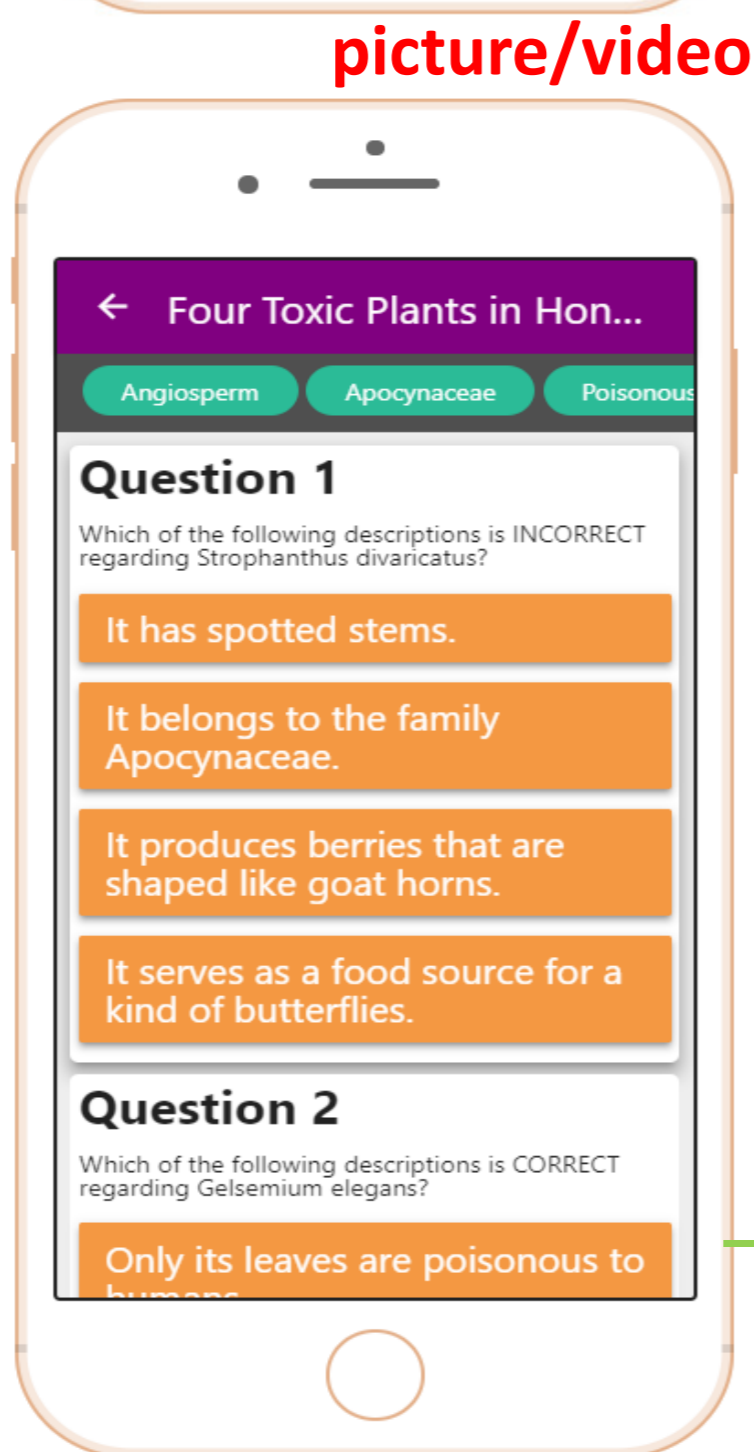 picture/video
← Four Toxic Plants in Hon...
Angiosperm Apocynaceae Poisonous
Question 1
Which of the following descriptions is INCORRECT
regarding Strophanthus divaricatus?
It has spotted stems.
It belongs to the family
Apocynaceae.
It produces berries that are
shaped like goat horns.
It serves as a food source for a
kind of butterflies.
Question 2
Which of the following descriptions is CORRECT
regarding Gelsemium elegans?
Only its leaves are poisonous to
humans